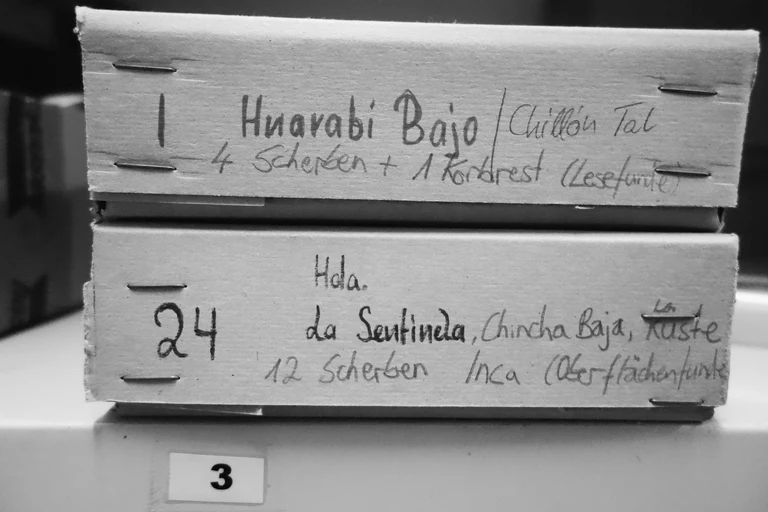 1 Huarabi Bajo / Chillón Tal
4 Scherben + 1 Korbrest (Lesefunde)
Hda.
24 La Sentinela, Chincha Baja, Küste
12 Scherben Inca (Oberflächenfunde
3